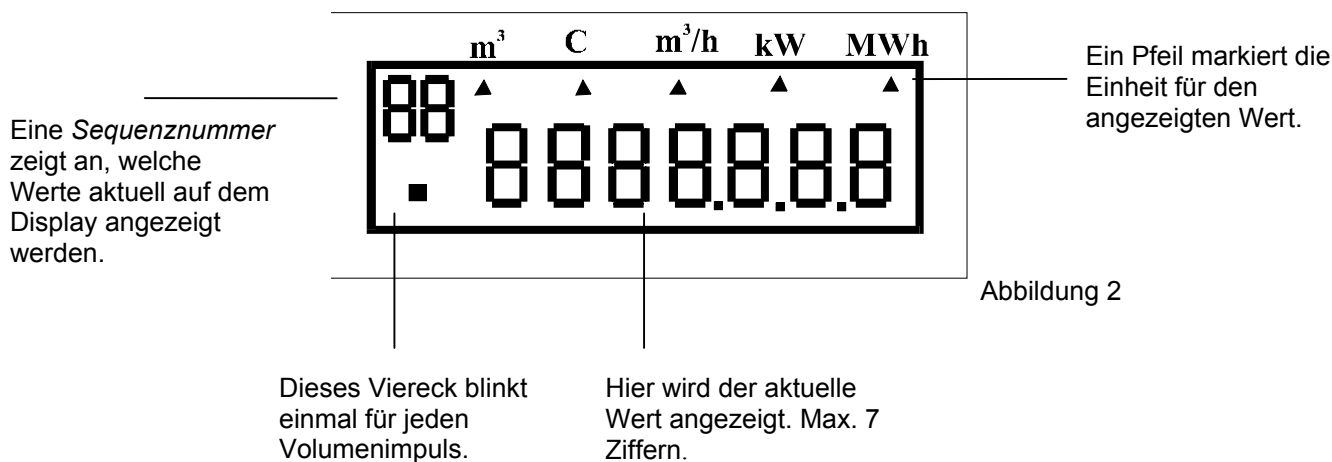 m³ C m³/h kW MWh
88
8888.8.8.8
Ein Pfeil markiert die
Einheit für den
angezeigten Wert.
Eine Sequenznummer
zeigt an, welche
Werte aktuell auf dem
Display angezeigt
werden.
Abbildung 2
Dieses Viereck blinkt
einmal für jeden
Volumenimpuls.
Hier wird der aktuelle
Wert angezeigt. Max. 7
Ziffern.